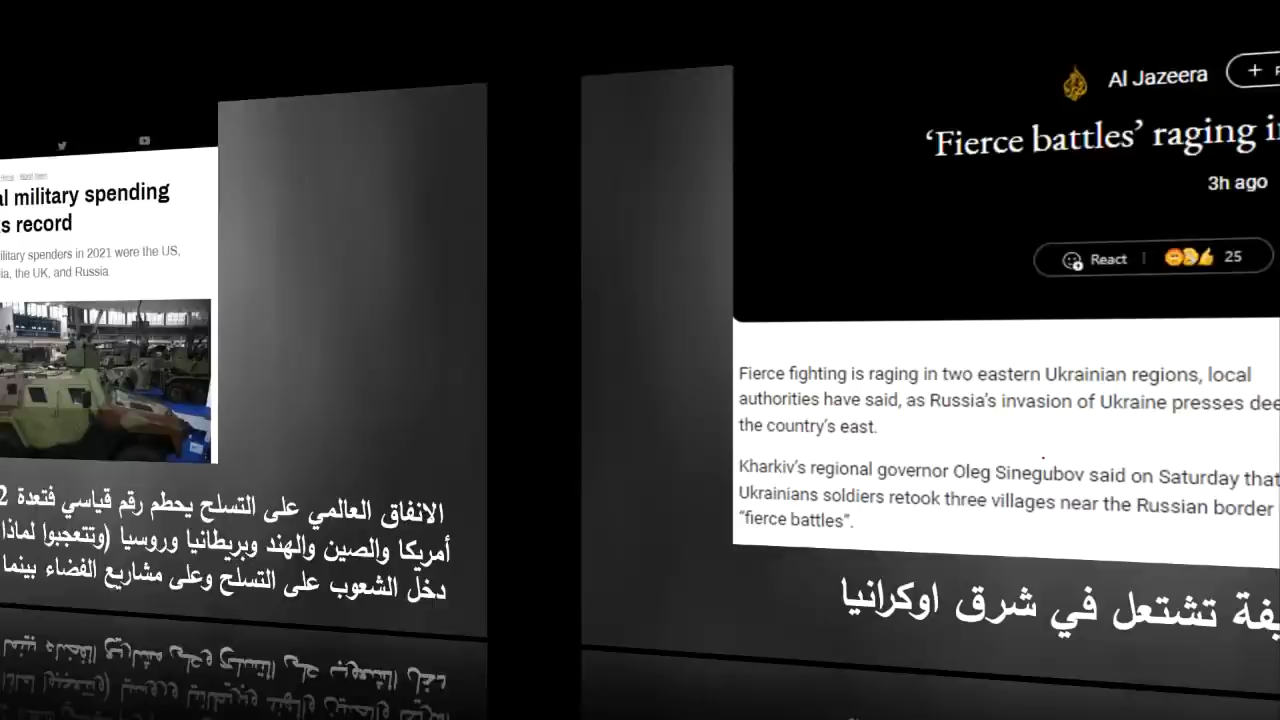 al military spending
s record
ilitary spenders in 2021 were the US,
ia, the UK, and Russia
الانفاق العالمي على التسلح يحطم رقم قياسي فتعدة 2
أمريكا والصين والهند وبريطانيا وروسيا (وتتعجبوا لماذا
دخل الشعوب على التسلح وعلى مشاريع الفضاء بينما
Al Jazeera
+
'Fierce battles' raging i
3h ago
React
25
Fierce fighting is raging in two eastern Ukrainian regions, local
authorities have said, as Russia's invasion of Ukraine presses dee
the country's east.
Kharkiv's regional governor Oleg Sinegubov said on Saturday that
Ukrainians soldiers retook three villages near the Russian border
"fierce battles".
يفة تشتعل في شرق اوكرانيا